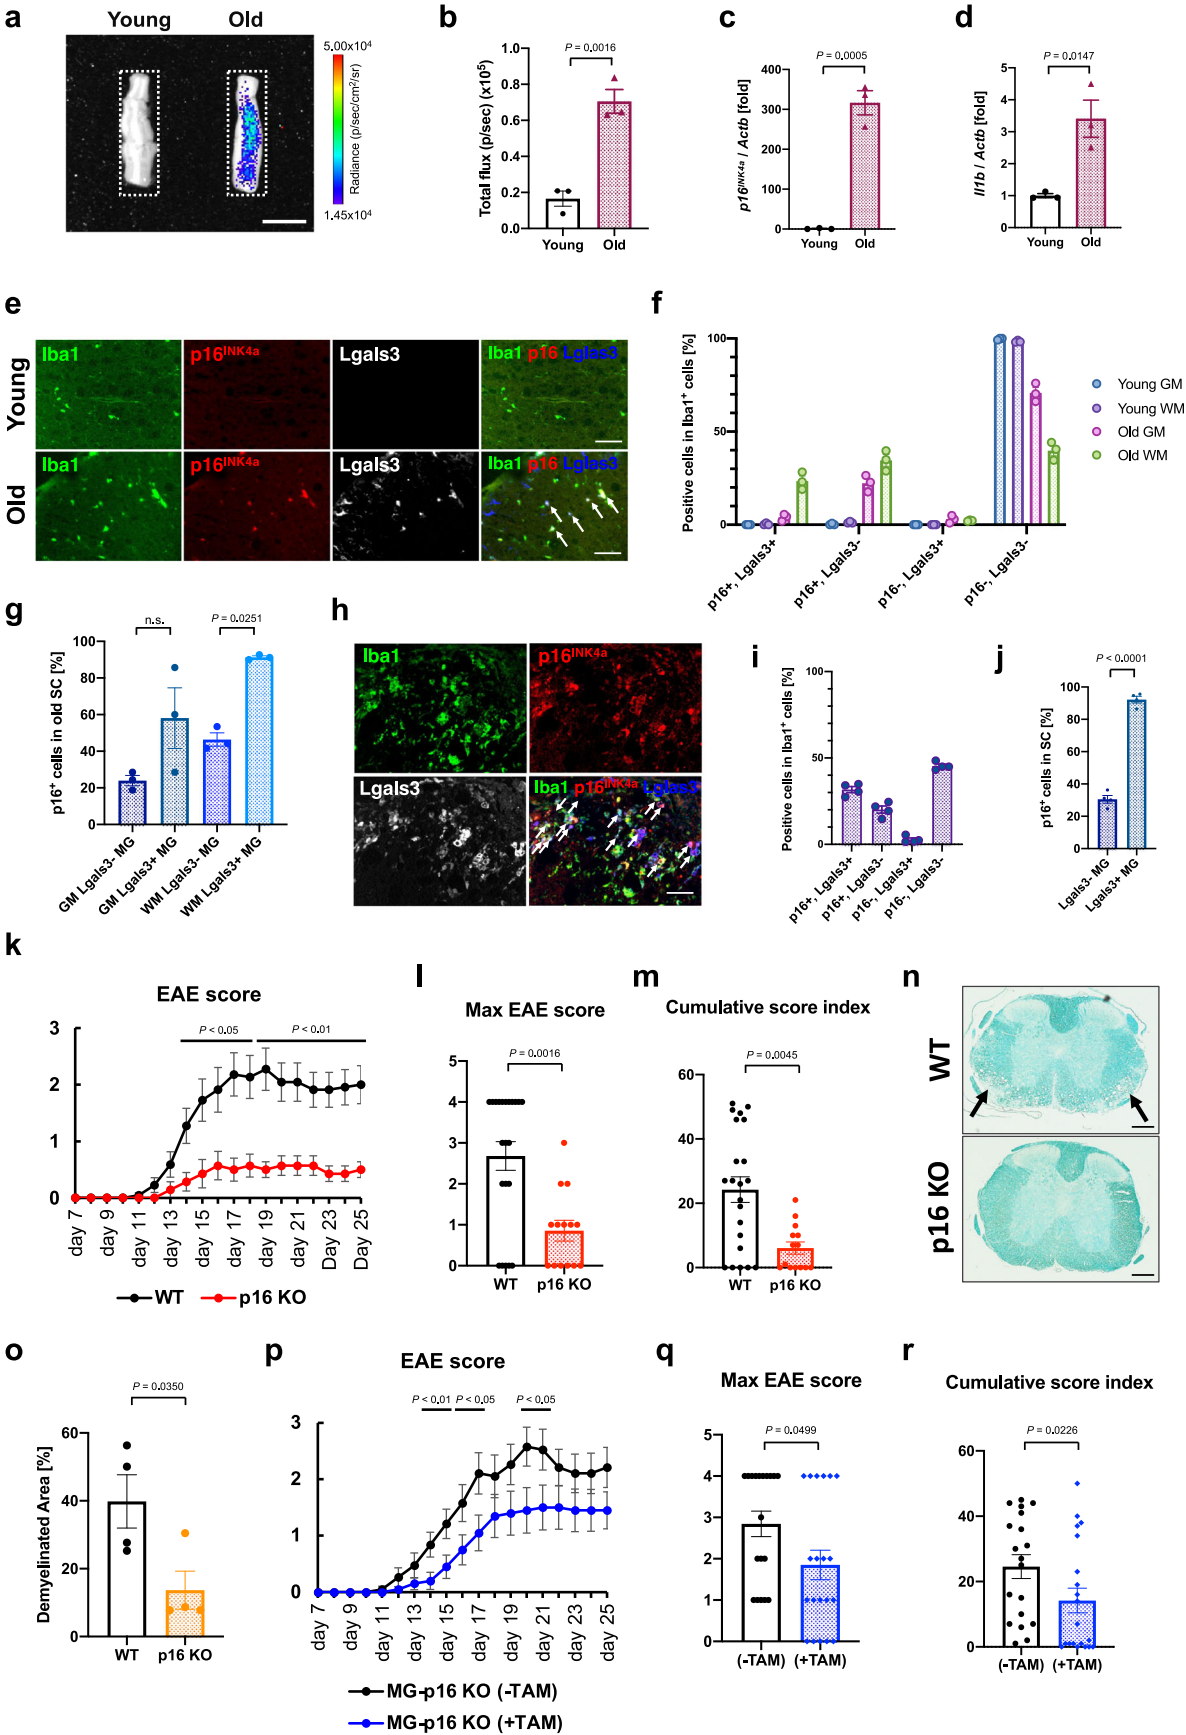 a
Young
Old
5.00x10⁴
Radiance (p/sec/cm²/sr)
1.45x10⁴
b
P = 0.0016
Total flux (p/sec) (x10⁵)
1.0
0.8
0.6
0.4
0.2
0.0
Young
Old
c
P = 0.0005
p16ᴵᴺᴷ⁴ᵃ / Actb [fold]
400
300
200
100
0
Young
Old
d
P = 0.0147
Il1b / Actb [fold]
5
4
3
2
1
0
Young
Old
e
Young
Iba1
p16ᴵᴺᴷ⁴ᵃ
Lgals3
Iba1 p16 Lglas3
Old
Iba1
p16ᴵᴺᴷ⁴ᵃ
Lgals3
Iba1 p16 Lglas3
f
Positive cells in Iba1⁺ cells [%]
100
50
0
p16+, Lgals3+
p16+, Lgals3-
p16-, Lgals3+
p16-, Lgals3-
Young GM
Young WM
Old GM
Old WM
g
n.s.
P = 0.0251
p16⁺ cells in old SC [%]
100
80
60
40
20
0
GM Lgals3- MG
GM Lgals3+ MG
WM Lgals3- MG
WM Lgals3+ MG
h
Iba1
p16ᴵᴺᴷ⁴ᵃ
Lgals3
Iba1 p16ᴵᴺᴷ⁴ᵃ Lglas3
i
Positive cells in Iba1⁺ cells [%]
100
50
0
p16+, Lgals3+
p16+, Lgals3-
p16-, Lgals3+
p16-, Lgals3-
j
P < 0.0001
p16⁺ cells in SC [%]
100
80
60
40
20
0
Lgals3- MG
Lgals3+ MG
k
EAE score
P < 0.05
P < 0.01
3
2
1
0
day 7
day 9
day 11
day 13
day 15
day 17
day 19
day 21
Day 23
Day 25
WT
p16 KO
l
Max EAE score
P = 0.0016
5
4
3
2
1
0
WT
p16 KO
m
Cumulative score index
P = 0.0045
60
40
20
0
WT
p16 KO
n
WT
p16 KO
o
P = 0.0350
Demyelinated Area [%]
60
40
20
0
WT
p16 KO
p
EAE score
P < 0.01
P < 0.05
P < 0.05
3
2
1
0
day 7
day 9
day 11
day 13
day 15
day 17
day 19
day 21
day 23
day 25
MG-p16 KO (-TAM)
MG-p16 KO (+TAM)
q
Max EAE score
P = 0.0499
5
4
3
2
1
0
(-TAM)
(+TAM)
r
Cumulative score index
P = 0.0226
60
40
20
0
(-TAM)
(+TAM)